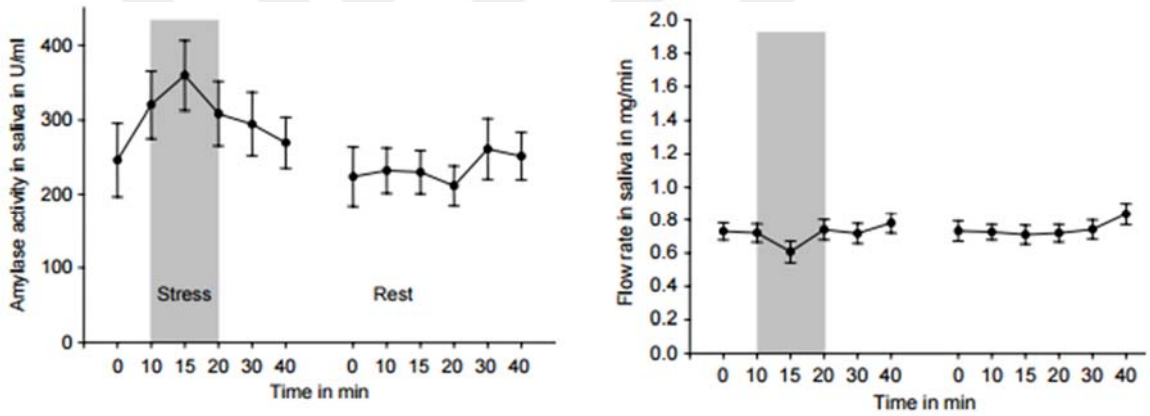 Amylase activity in saliva in U/ml
400
300
200
100
0
Stress
Rest
0 10 15 20 30 40 0 10 15 20 30 40
Time in min
Flow rate in saliva in mg/min
2.0
1.8
1.6
1.4
1.2
1.0
0.8
0.6
0.4
0.2
0.0
0 10 15 20 30 40 0 10 15 20 30 40
Time in min